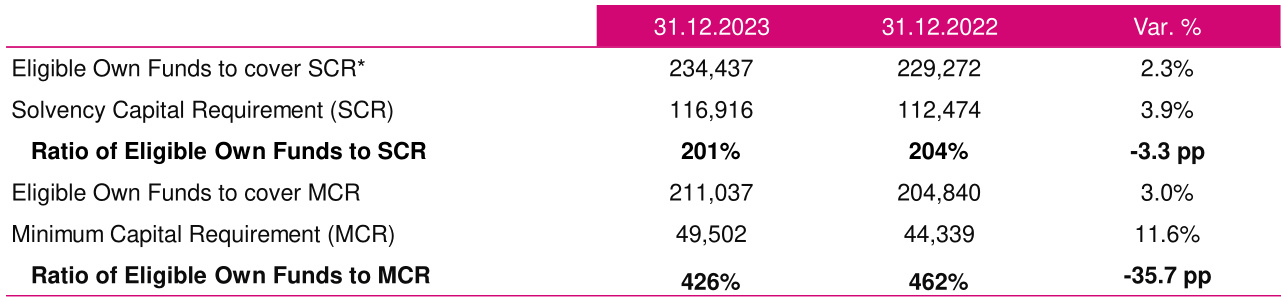 31.12.2023 31.12.2022 Var. %
Eligible Own Funds to cover SCR* 234,437 229,272 2.3%
Solvency Capital Requirement (SCR) 116,916 112,474 3.9%
Ratio of Eligible Own Funds to SCR 201% 204% -3.3 pp
Eligible Own Funds to cover MCR 211,037 204,840 3.0%
Minimum Capital Requirement (MCR) 49,502 44,339 11.6%
Ratio of Eligible Own Funds to MCR 426% 462% -35.7 pp